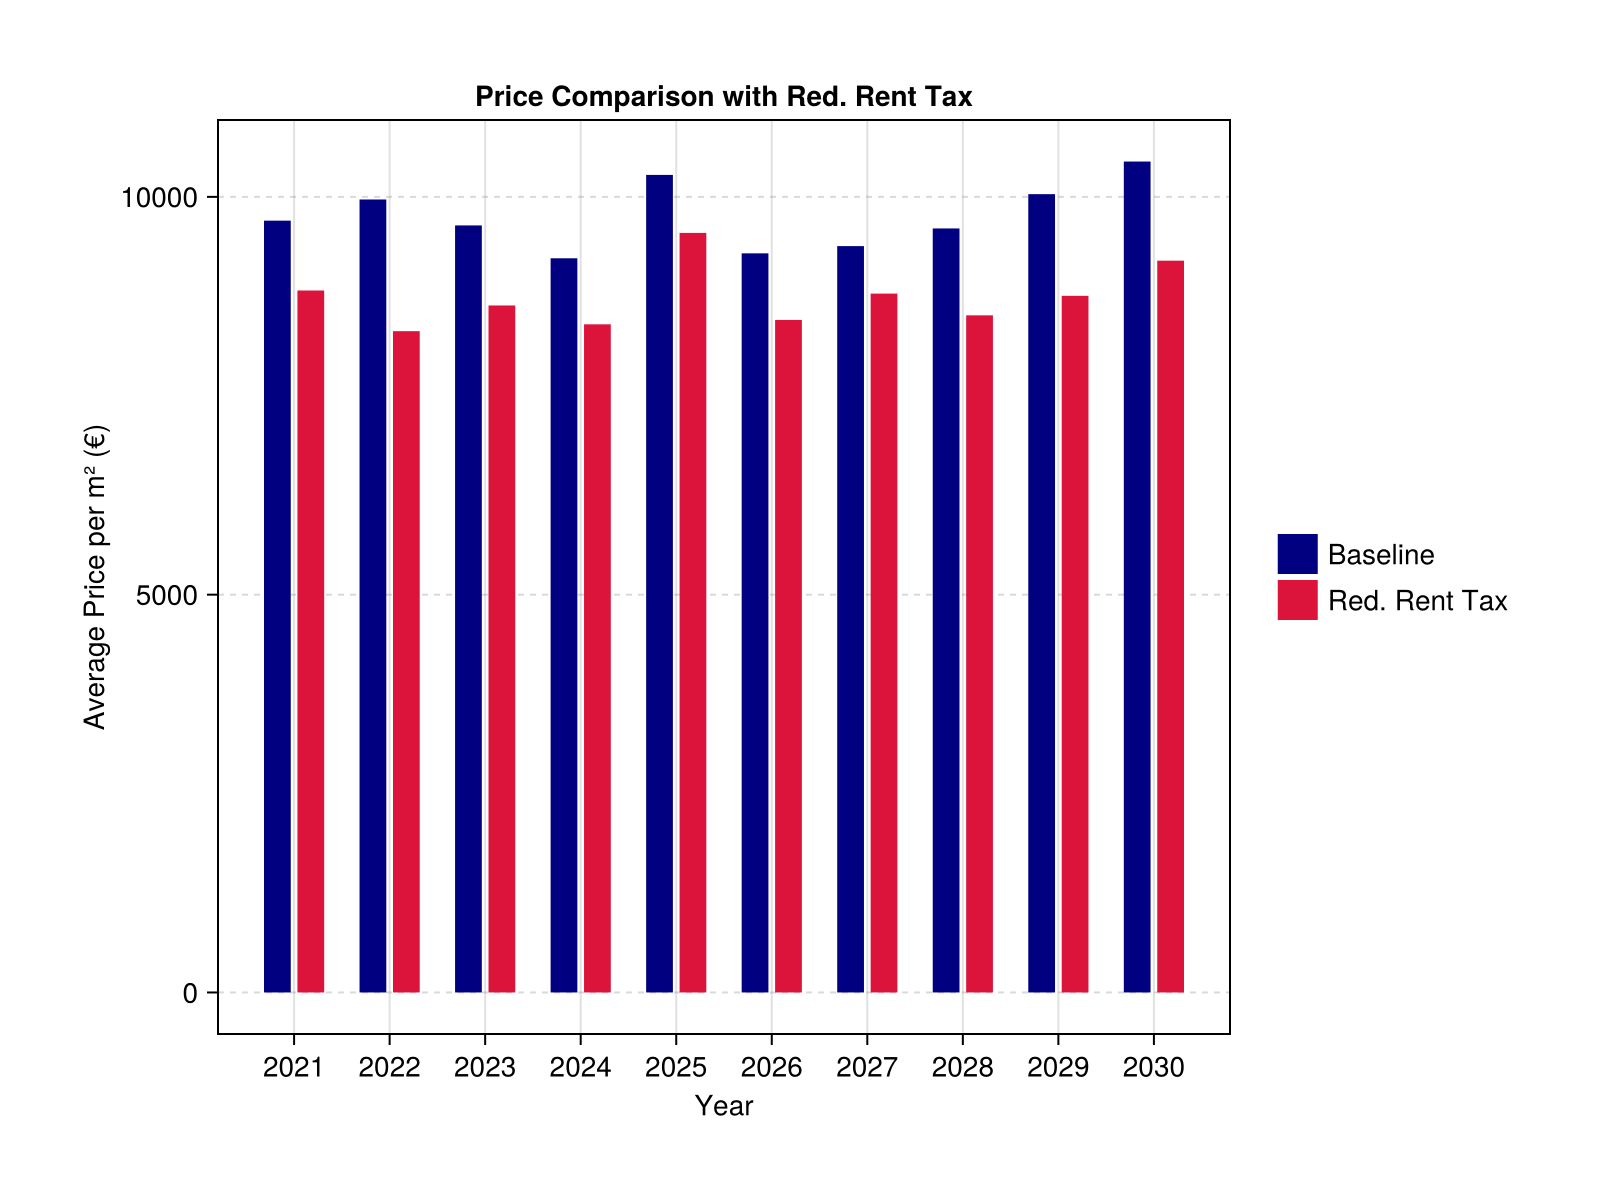 Price Comparison with Red. Rent Tax
Average Price per m² (€)
10000
5000
0
2021 2022 2023 2024 2025 2026 2027 2028 2029 2030
Year
Baseline
Red. Rent Tax